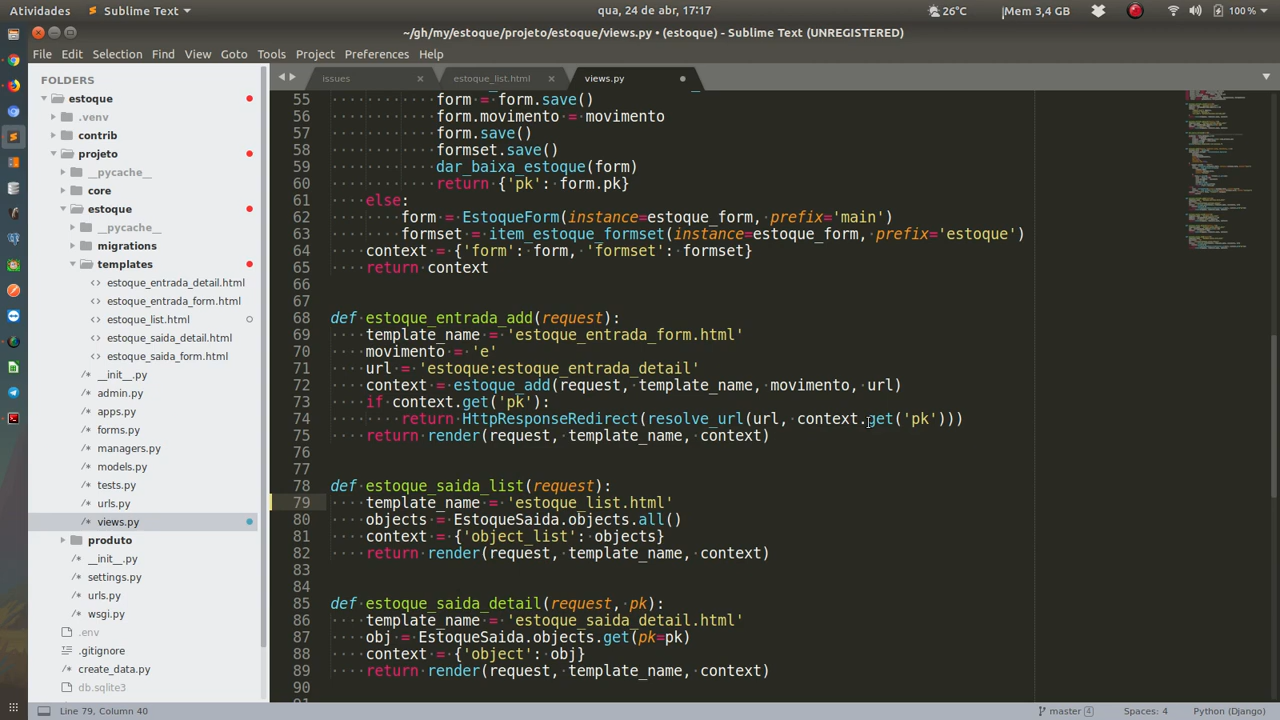 Atividades Sublime Text qua, 24 de abr, 17:17 26°C Mem 3,4 GB 100 %
~/gh/my/estoque/projeto/estoque/views.py • (estoque) - Sublime Text (UNREGISTERED)
File Edit Selection Find View Goto Tools Project Preferences Help
FOLDERS
estoque
.venv
contrib
projeto
__pycache__
core
estoque
__pycache__
migrations
templates
estoque_entrada_detail.html
estoque_entrada_form.html
estoque_list.html
estoque_saida_detail.html
estoque_saida_form.html
__init__.py
admin.py
apps.py
forms.py
managers.py
models.py
tests.py
urls.py
views.py
produto
__init__.py
settings.py
urls.py
wsgi.py
.env
.gitignore
create_data.py
db.sqlite3
issues estoque_list.html views.py
55 form = form.save()
56 form.movimento = movimento
57 form.save()
58 formset.save()
59 dar_baixa_estoque(form)
60 return {'pk': form.pk}
61 else:
62 form = EstoqueForm(instance=estoque_form, prefix='main')
63 formset = item_estoque_formset(instance=estoque_form, prefix='estoque')
64 context = {'form': form, 'formset': formset}
65 return context
66
67
68 def estoque_entrada_add(request):
69 template_name = 'estoque_entrada_form.html'
70 movimento = 'e'
71 url = 'estoque:estoque_entrada_detail'
72 context = estoque_add(request, template_name, movimento, url)
73 if context.get('pk'):
74 return HttpResponseRedirect(resolve_url(url, context.get('pk')))
75 return render(request, template_name, context)
76
77
78 def estoque_saida_list(request):
79 template_name = 'estoque_list.html'
80 objects = EstoqueSaida.objects.all()
81 context = {'object_list': objects}
82 return render(request, template_name, context)
83
84
85 def estoque_saida_detail(request, pk):
86 template_name = 'estoque_saida_detail.html'
87 obj = EstoqueSaida.objects.get(pk=pk)
88 context = {'object': obj}
89 return render(request, template_name, context)
90
Line 79, Column 40 master 4 Spaces: 4 Python (Django)